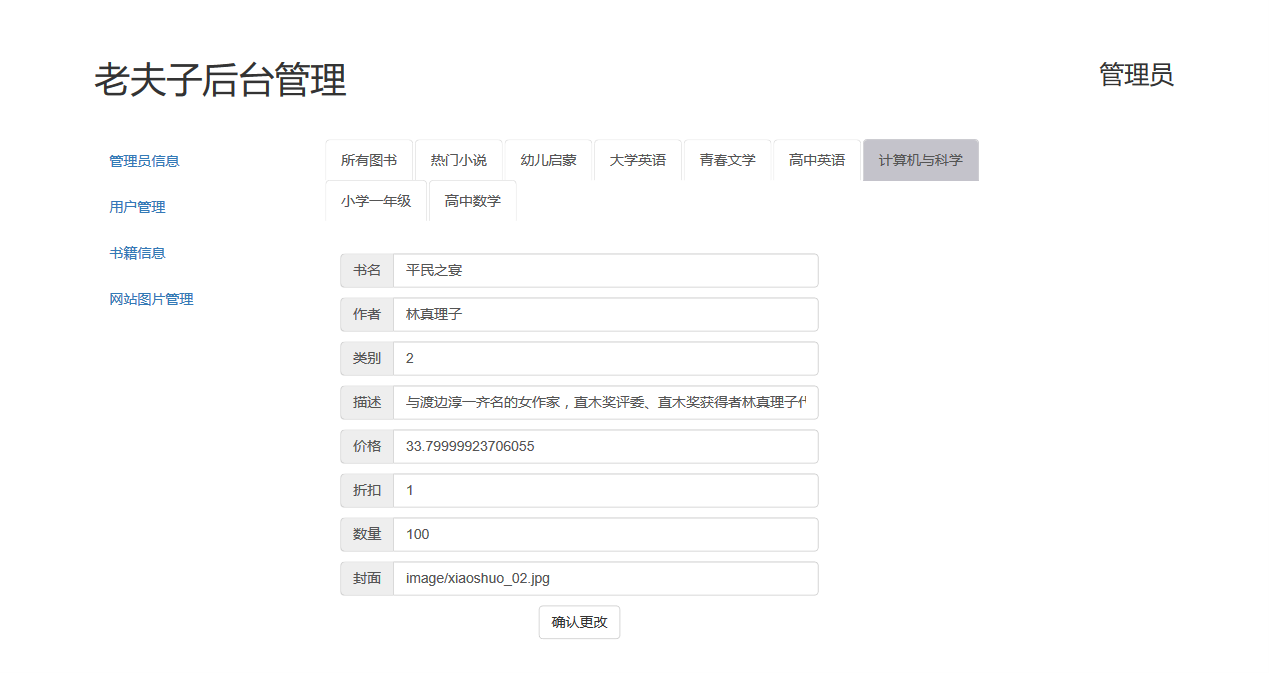 老夫子后台管理
管理员
管理员信息
用户管理
书籍信息
网站图片管理
所有图书 热门小说 幼儿启蒙 大学英语 青春文学 高中英语 计算机与科学
小学一年级 高中数学
书名 平民之宴
作者 林真理子
类别 2
描述 与渡边淳一齐名的女作家，直木奖评委、直木奖获得者林真理子
价格 33.79999923706055
折扣 1
数量 100
封面 image/xiaoshuo_02.jpg
确认更改